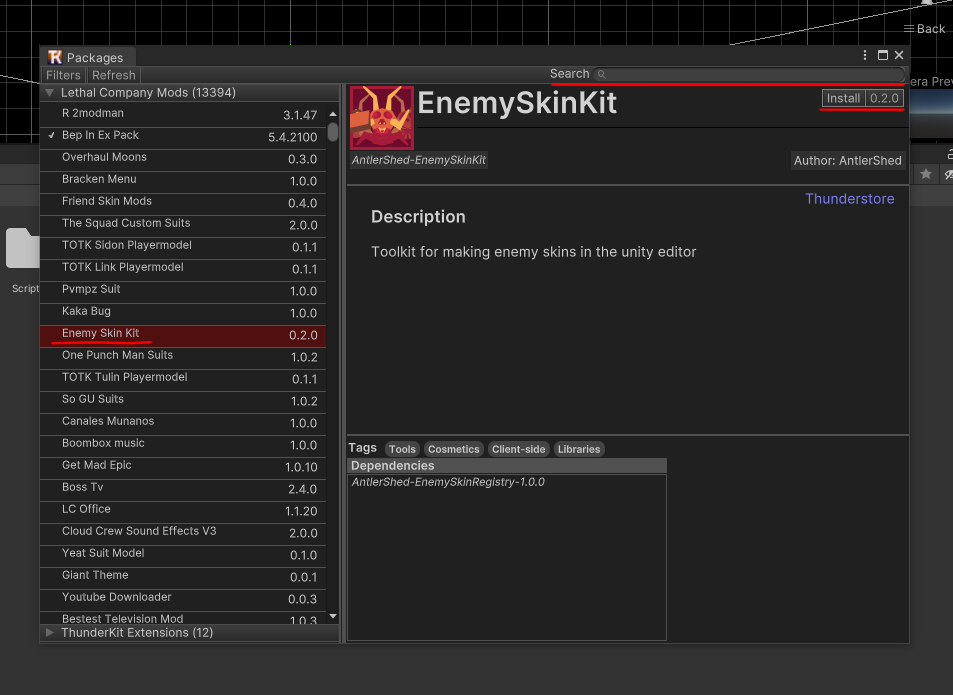 Back
Packages
Filters Refresh
Search
era Prev
Lethal Company Mods (13394)
R 2modman 3.1.47
Bep In Ex Pack 5.4.2100
Overhaul Moons 0.3.0
Bracken Menu 1.0.0
Friend Skin Mods 0.4.0
The Squad Custom Suits 2.0.0
TOTK Sidon Playermodel 0.1.1
TOTK Link Playermodel 0.1.1
Pvmpz Suit 1.0.0
Kaka Bug 1.0.0
Enemy Skin Kit 0.2.0
One Punch Man Suits 1.0.2
TOTK Tulin Playermodel 0.1.1
So GU Suits 1.0.2
Canales Munanos 1.0.0
Boombox music 1.0.0
Get Mad Epic 1.0.10
Boss Tv 2.4.0
LC Office 1.1.20
Cloud Crew Sound Effects V3 2.0.0
Yeat Suit Model 0.1.0
Giant Theme 0.0.1
Youtube Downloader 0.0.3
Bestest Television Mod 1.0.3
ThunderKit Extensions (12)
Script
EnemySkinKit
Install 0.2.0
AntlerShed-EnemySkinKit
Author: AntlerShed
Thunderstore
Description
Toolkit for making enemy skins in the unity editor
Tags Tools Cosmetics Client-side Libraries
Dependencies
AntlerShed-EnemySkinRegistry-1.0.0